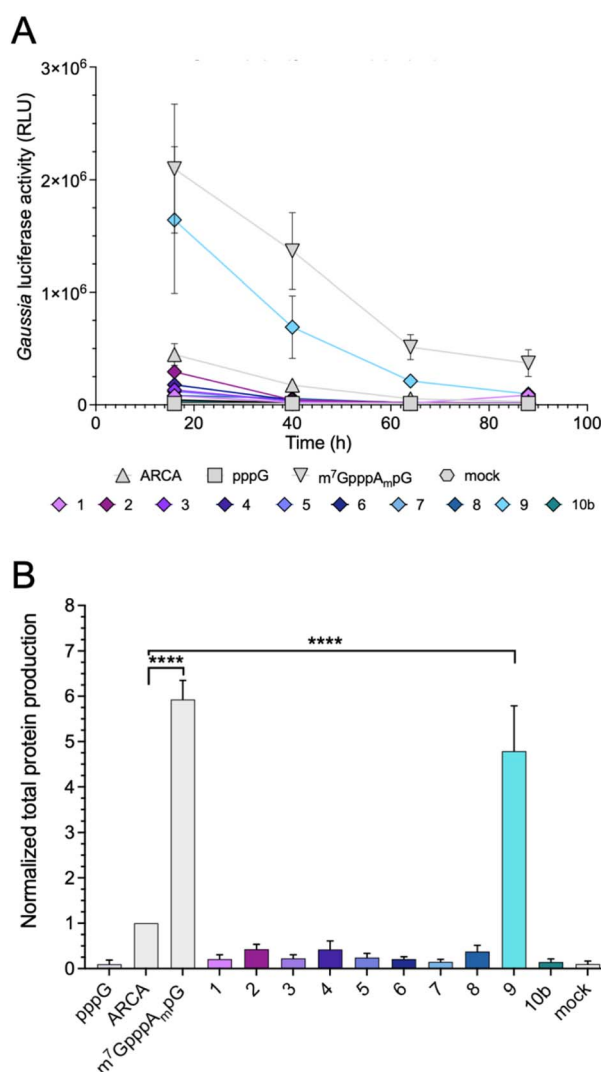 A
3×10⁶
2×10⁶
1×10⁶
0
Gaussia luciferase activity (RLU)
0 20 40 60 80 100
Time (h)
ARCA pppG m⁷GpppAₘpG mock
1 2 3 4 5 6 7 8 9 10b
B
8
7
6
5
4
2
1
0
Normalized total protein production
****
****
pppG ARCA m⁷GpppAₘpG 1 2 3 4 5 6 7 8 9 10b mock